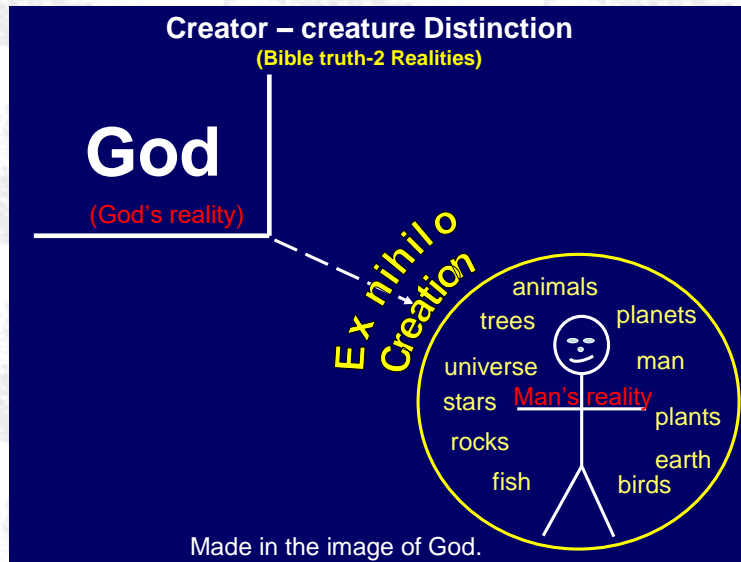 Creator – creature Distinction
(Bible truth-2 Realities)
God
(God's reality)
Ex nihilo
Creation
animals
trees
planets
universe
man
Man's reality
stars
plants
rocks
earth
fish
birds
Made in the image of God.